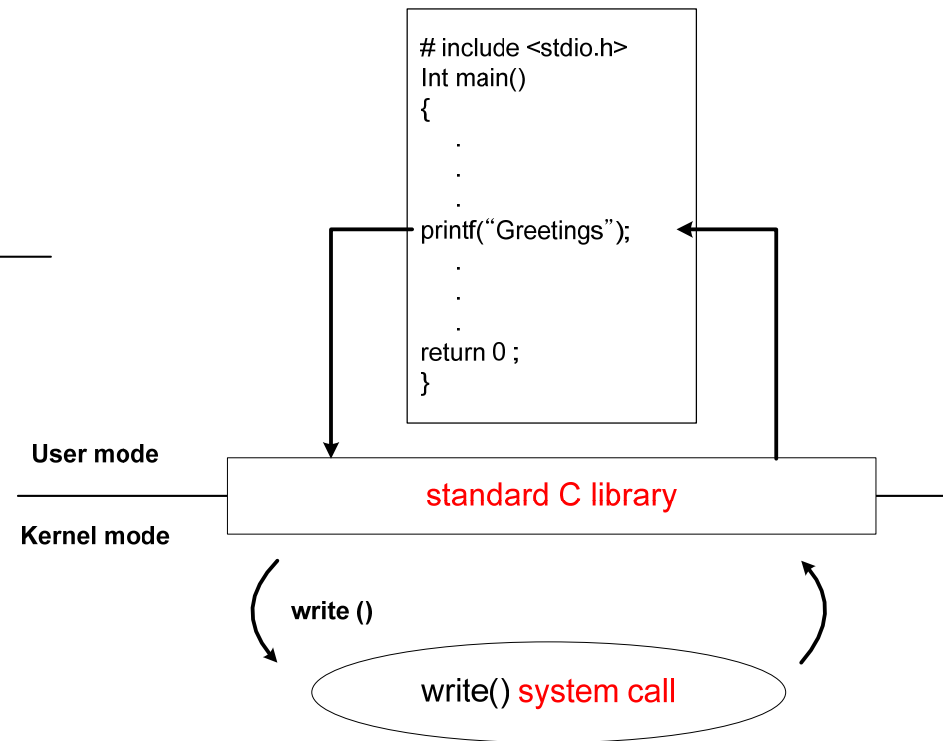 # include <stdio.h>
Int main()
{
.
.
.
printf(“Greetings”);
.
.
.
return 0 ;
}
User mode
standard C library
Kernel mode
write ()
write() system call